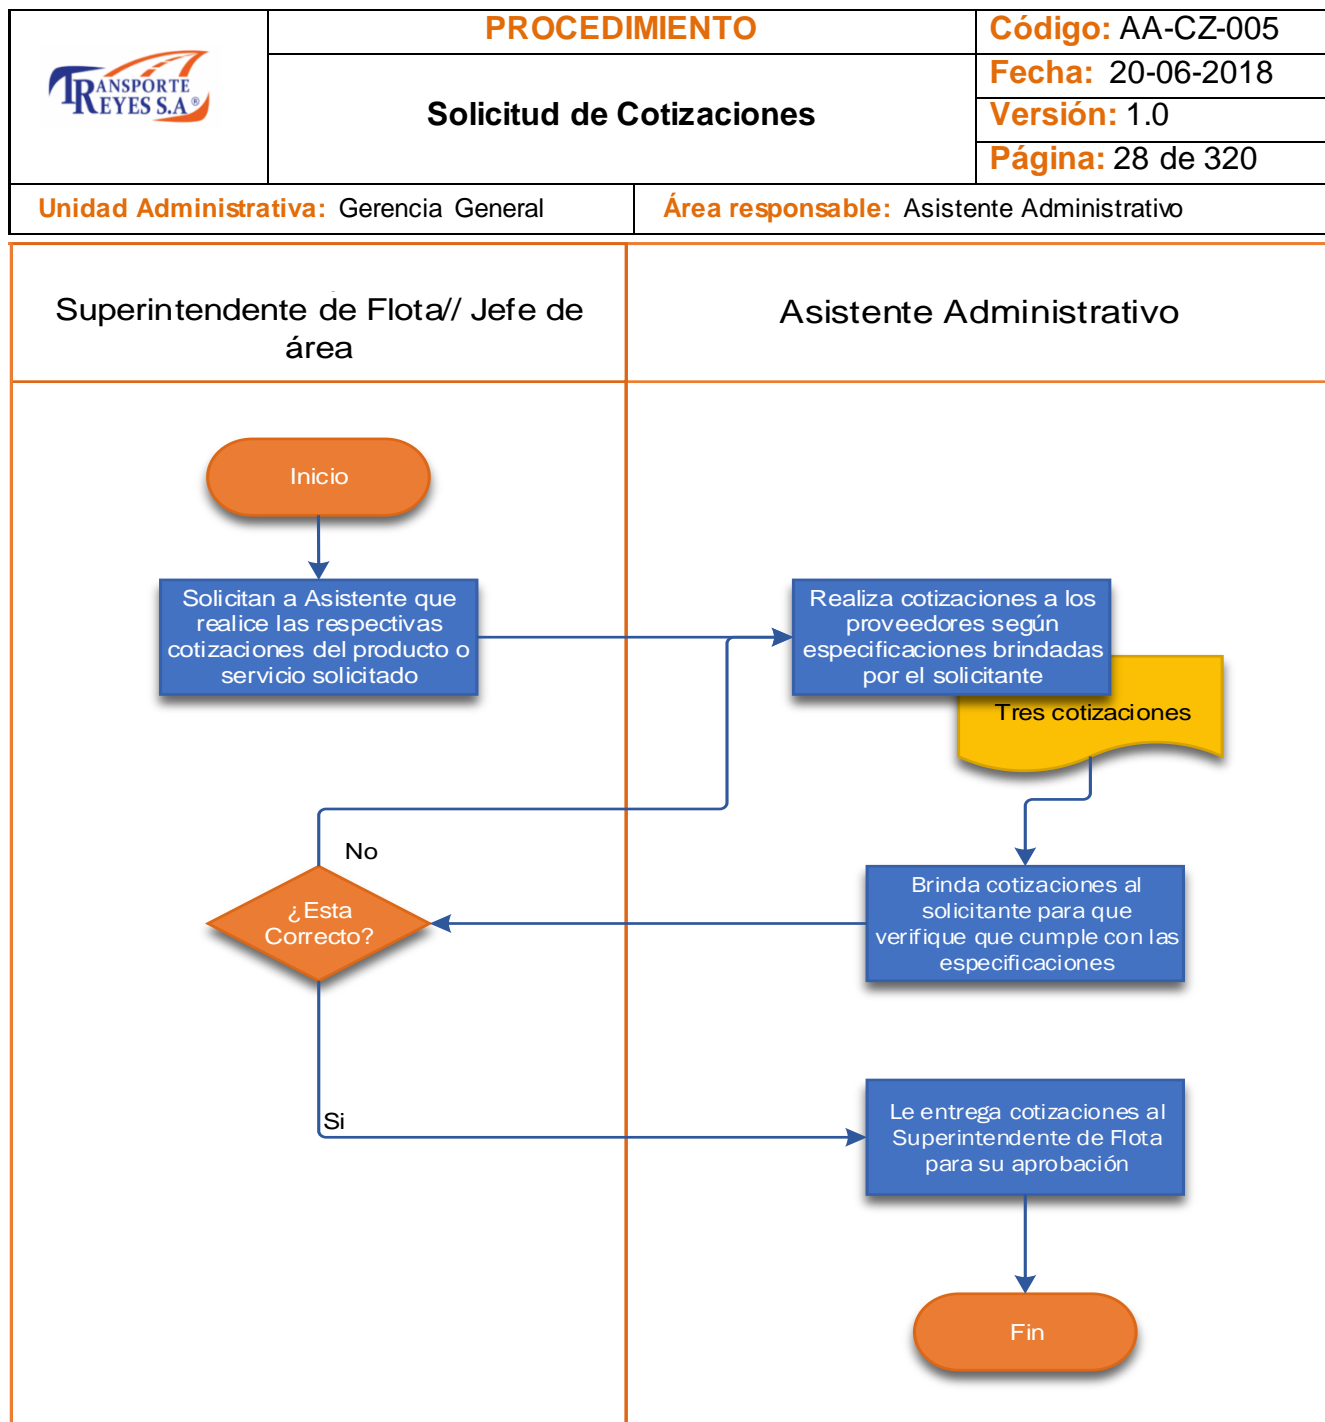 TRANSPORTE
REYES S.A ®
PROCEDIMIENTO
Solicitud de Cotizaciones
Código: AA-CZ-005
Fecha: 20-06-2018
Versión: 1.0
Página: 28 de 320
Unidad Administrativa: Gerencia General
Área responsable: Asistente Administrativo
Superintendente de Flota// Jefe de
área
Asistente Administrativo
Inicio
Solicitan a Asistente que
realice las respectivas
cotizaciones del producto o
servicio solicitado
Realiza cotizaciones a los
proveedores según
especificaciones brindadas
por el solicitante
Tres cotizaciones
No
¿Esta
Correcto?
Brinda cotizaciones al
solicitante para que
verifique que cumple con las
especificaciones
Si
Le entrega cotizaciones al
Superintendente de Flota
para su aprobación
Fin